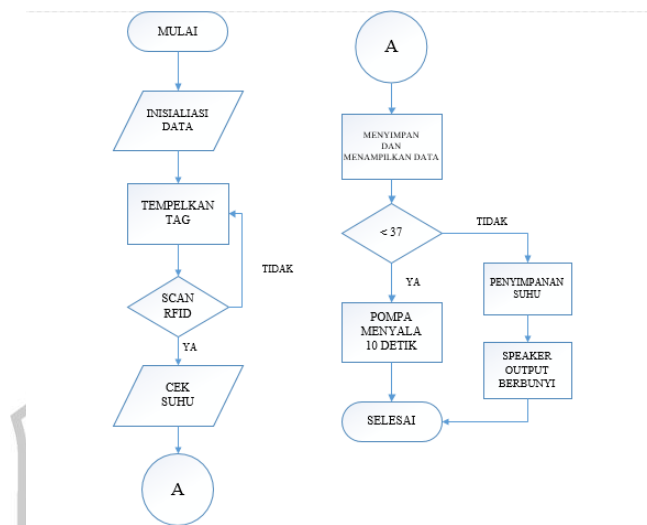 MULAI
INISIALIASI
DATA
TEMPELKAN
TAG
TIDAK
SCAN
RFID
YA
CEK
SUHU
A
A
MENYIMPAN
DAN
MENAMPILKAN DATA
< 37
TIDAK
YA
PENYIMPANAN
SUHU
POMPA
MENYALA
10 DETIK
SPEAKER
OUTPUT
BERBUNYI
SELESAI